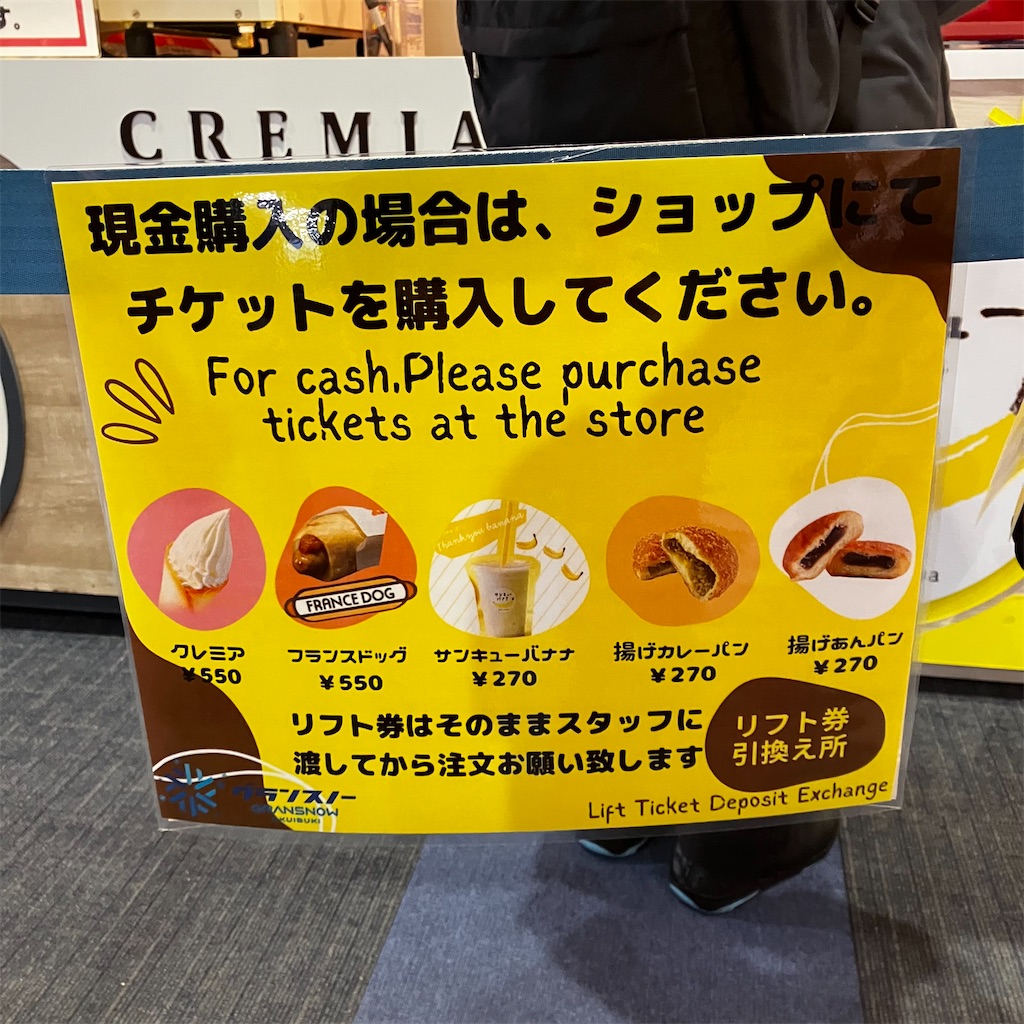 す。
CREMIA
現金購入の場合は、ショップにて
チケットを購入してください。
For cash.Please purchase
tickets at the store
Thankyou banana
FRANCE DOG
クレミア
¥550
フランスドッグ
¥550
サンキューバナナ
¥270
揚げカレーパン
¥270
揚げあんパン
¥270
リフト券はそのままスタッフに
渡してから注文お願い致します
リフト券
引換え所
Lift Ticket Deposit Exchange
グランスノー
GRANSNOW